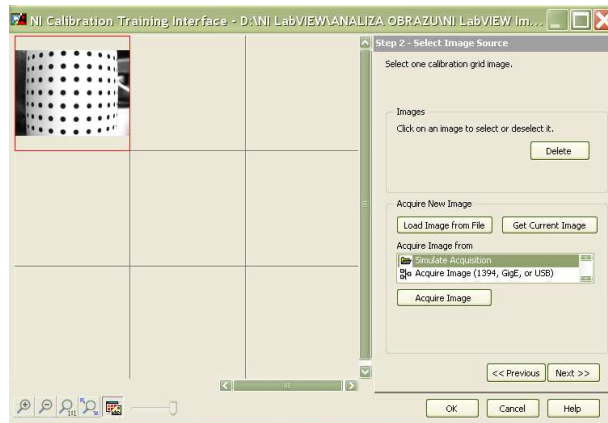 NI Calibration Training Interface - D:\NI LabVIEW\ANALIZA OBRAZU\NI LabVIEW Im...
Step 2 - Select Image Source
Select one calibration grid image.
Images
Click on an image to select or deselect it.
Delete
Acquire New Image
Load Image from File
Get Current Image
Acquire Image from
Simulate Acquisition
Acquire Image (1394, GigE, or USB)
Acquire Image
<< Previous
Next >>
1:1
OK
Cancel
Help